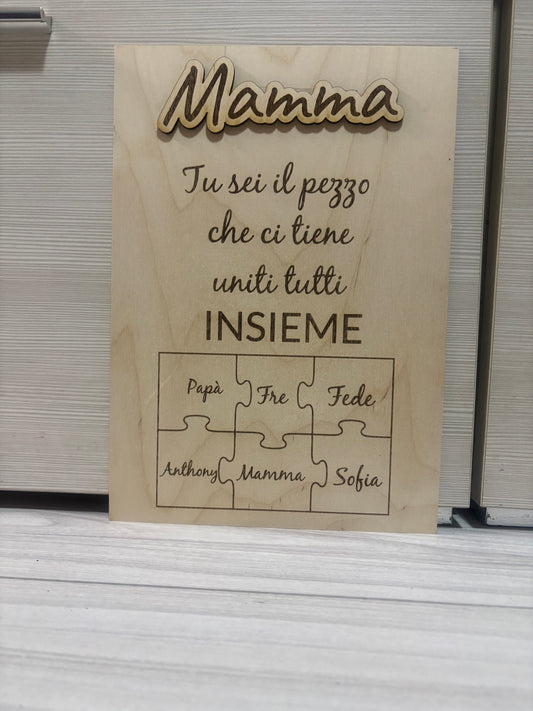 Mamma
Tu sei il pezzo
che ci tiene
uniti tutti
INSIEME
Papà Fre Fede
Anthony Mamma Sofia